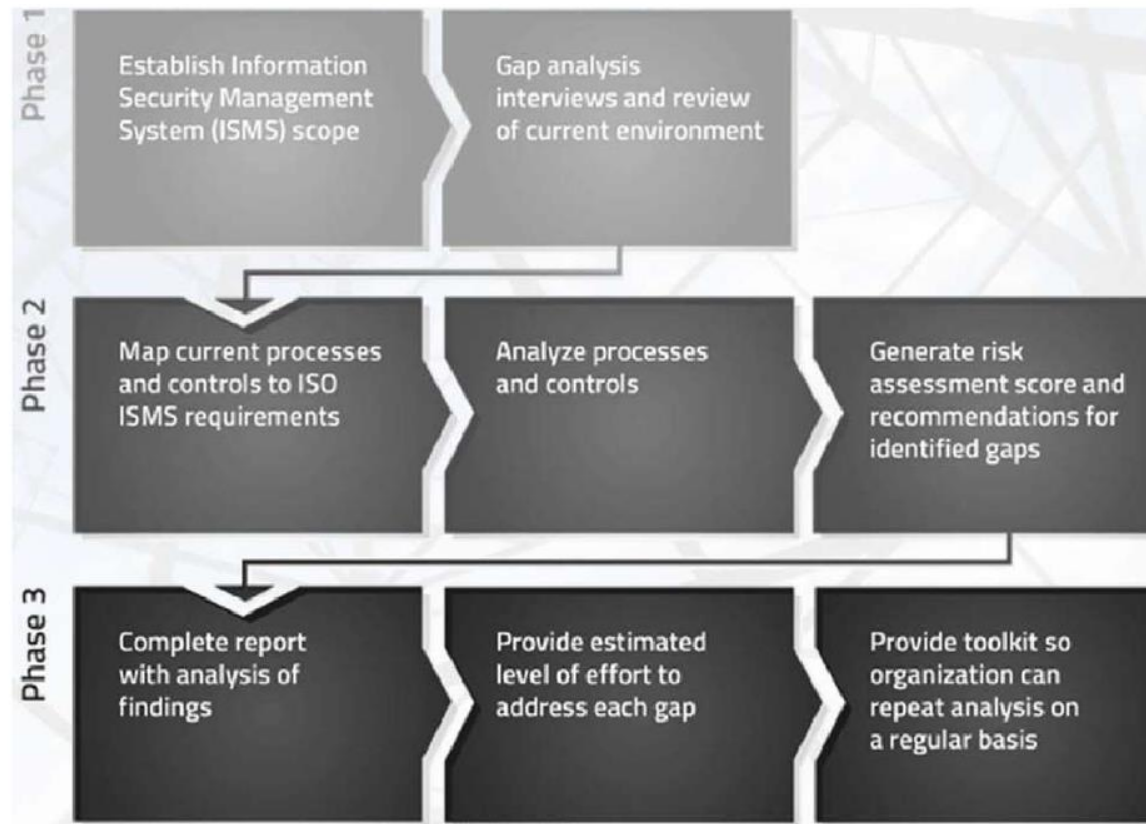 Phase 1
Establish Information
Security Management
System (ISMS) scope
Gap analysis
interviews and review
of current environment
Phase 2
Map current processes
and controls to ISO
ISMS requirements
Analyze processes
and controls
Generate risk
assessment score and
recommendations for
identified gaps
Phase 3
Complete report
with analysis of
findings
Provide estimated
level of effort to
address each gap
Provide toolkit so
organization can
repeat analysis on
a regular basis